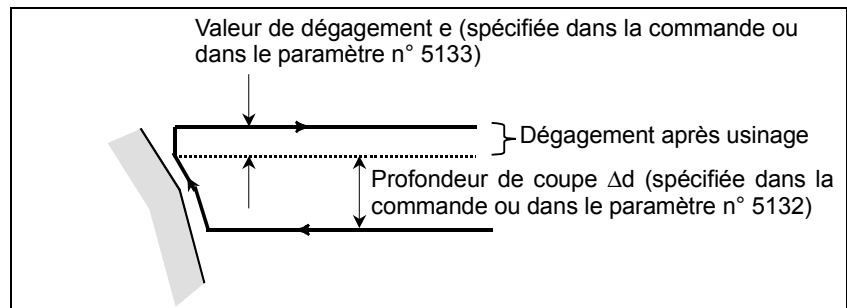 Valeur de dégagement e (spécifiée dans la commande ou
dans le paramètre n° 5133)
Dégagement après usinage
Profondeur de coupe Δd (spécifiée dans la
commande ou dans le paramètre n° 5132)